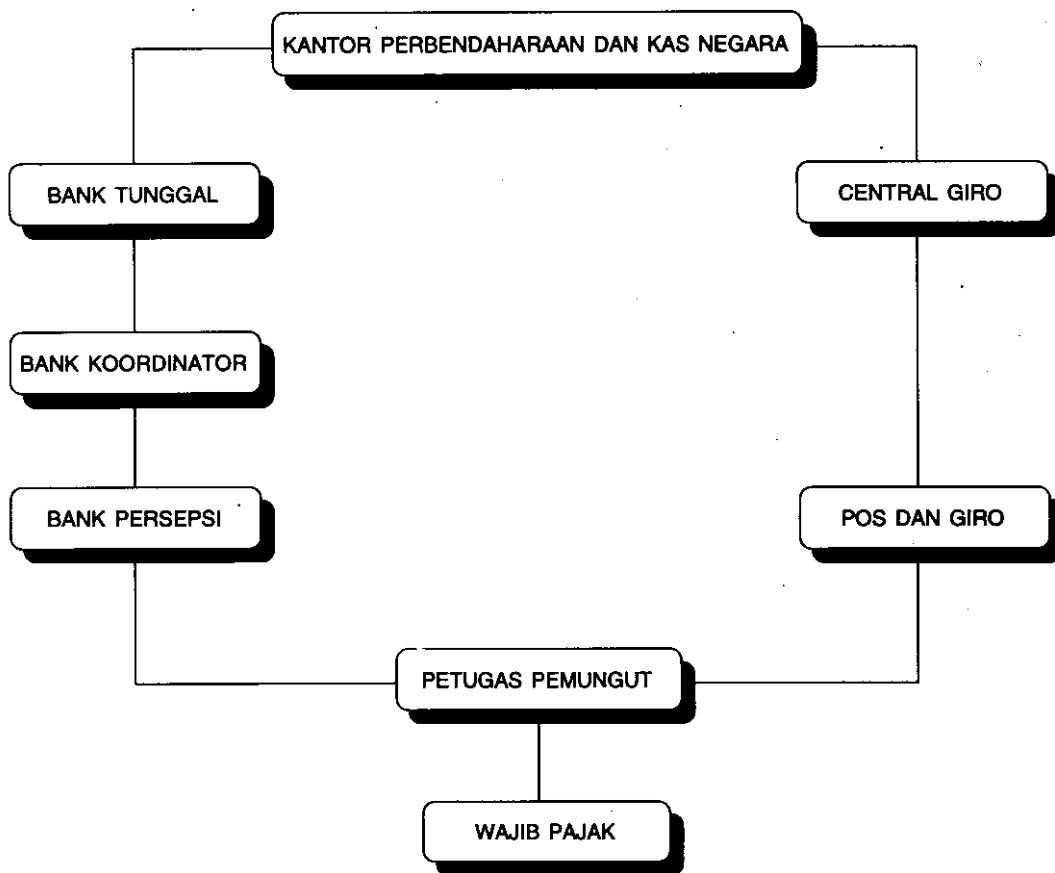 KANTOR PERBENDAHARAAN DAN KAS NEGARA
BANK TUNGGAL
CENTRAL GIRO
BANK KOORDINATOR
BANK PERSEPSI
POS DAN GIRO
PETUGAS PEMUNGUT
WAJIB PAJAK